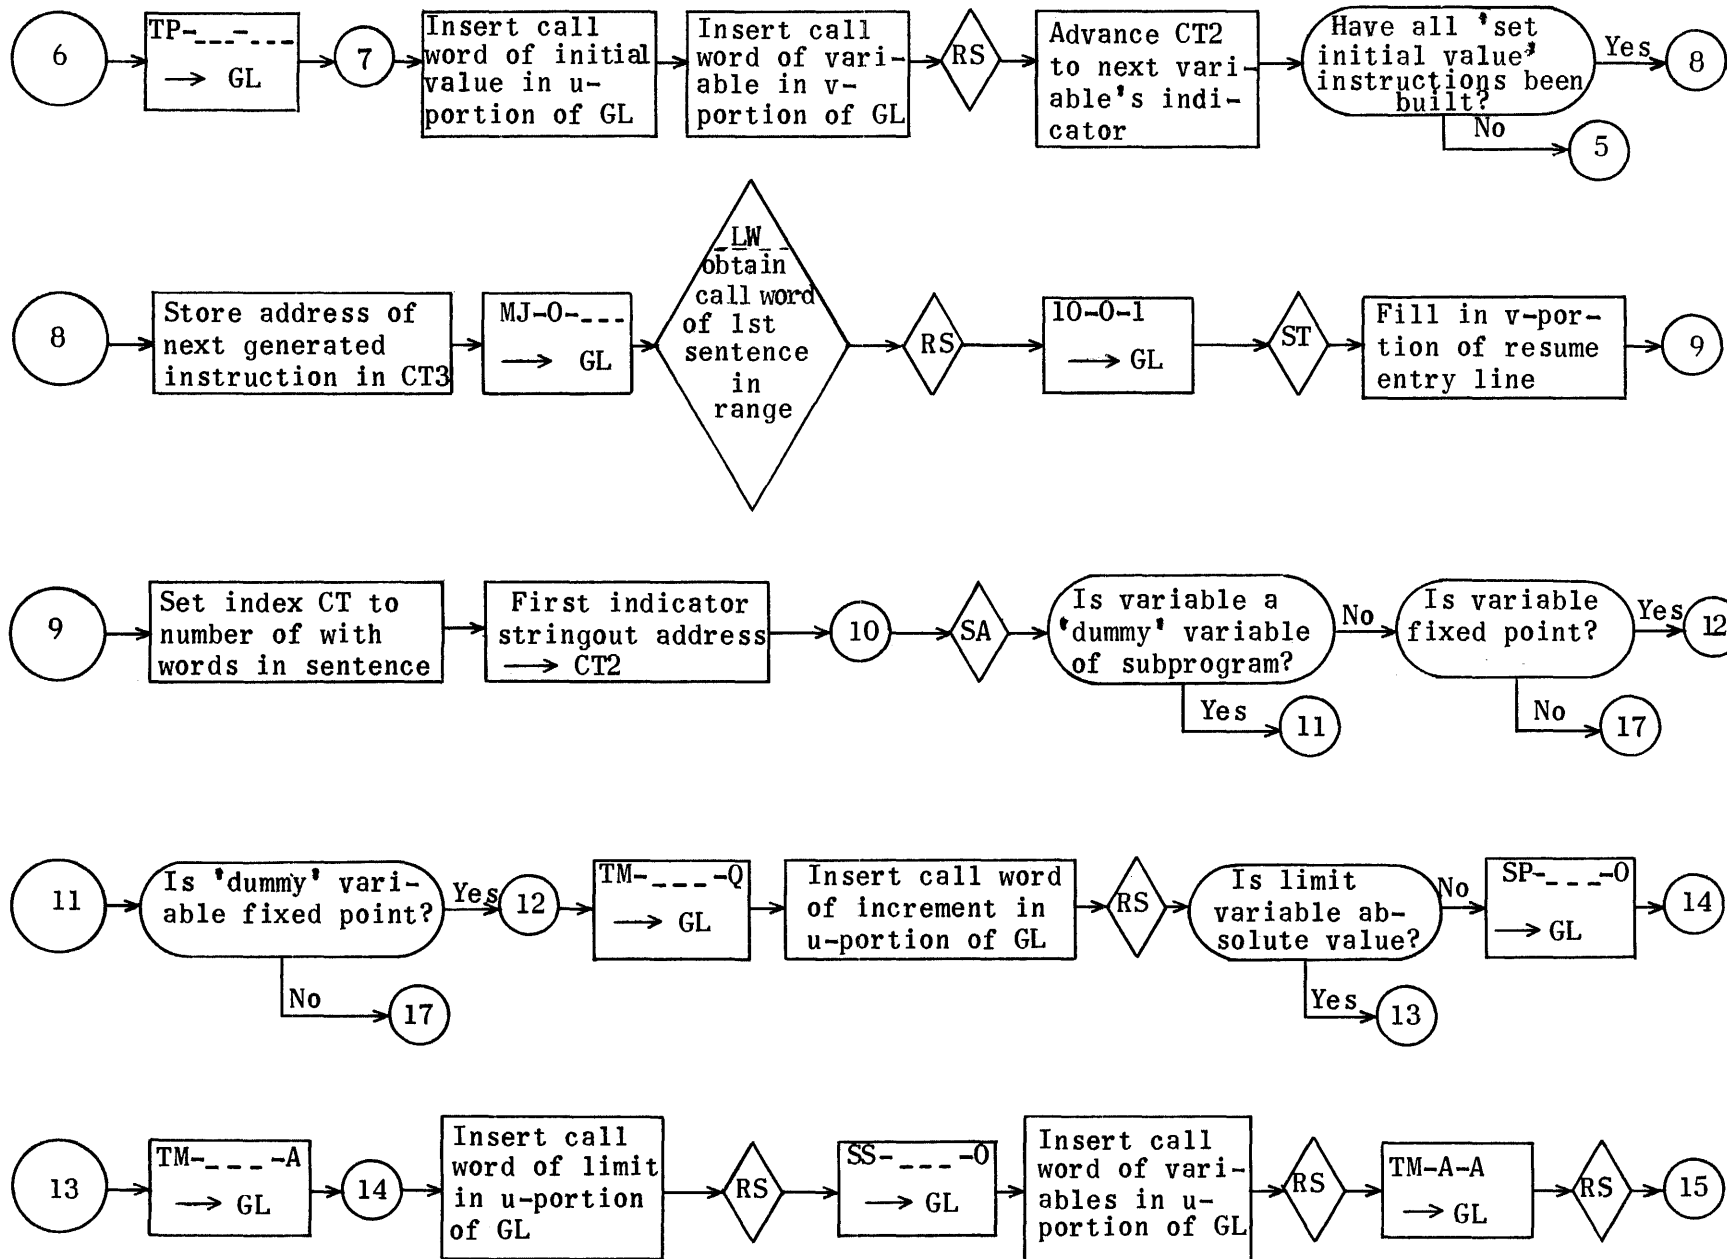 6
TP-___-___
→ GL
7
Insert call
word of initial
value in u-
portion of GL
Insert call
word of vari-
able in v-
portion of GL
RS
Advance CT2
to next vari-
able's indi-
cator
Have all 'set
initial value'
instructions been
built?
Yes
8
No
5
8
Store address of
next generated
instruction in CT3
MJ-0-___
→ GL
LW
obtain
call word
of 1st
sentence
in
range
RS
10-0-1
→ GL
ST
Fill in v-por-
tion of resume
entry line
9
9
Set index CT to
number of with
words in sentence
First indicator
stringout address
→ CT2
10
SA
Is variable a
'dummy' variable
of subprogram?
No
Is variable
fixed point?
Yes
12
Yes
11
No
17
11
Is 'dummy' vari-
able fixed point?
Yes
12
TM-___-Q
→ GL
Insert call word
of increment in
u-portion of GL
RS
Is limit
variable ab-
solute value?
No
SP-___-0
→ GL
14
No
17
Yes
13
13
TM-___-A
→ GL
14
Insert call
word of limit
in u-portion
of GL
RS
SS-___-0
→ GL
Insert call
word of vari-
ables in u-
portion of GL
RS
TM-A-A
→ GL
RS
15